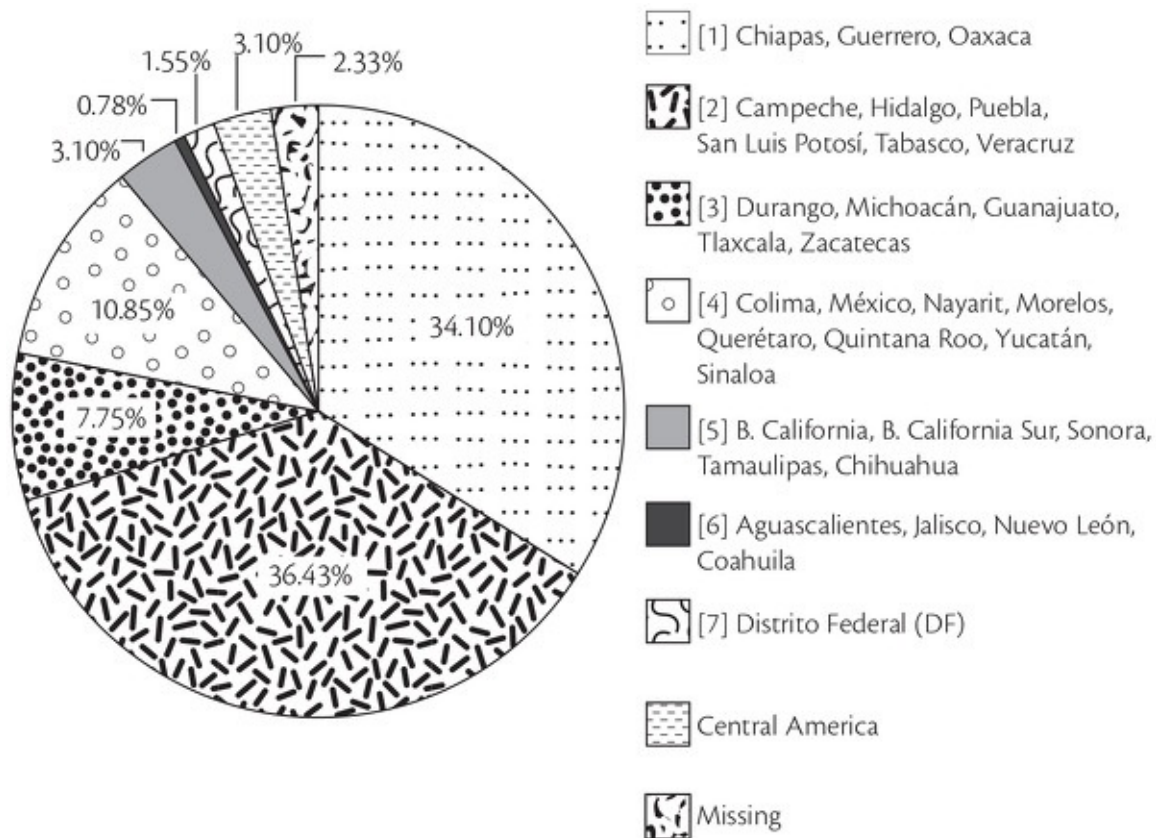 3.10%
1.55%
2.33%
0.78%
3.10%
10.85%
34.10%
7.75%
36.43%
[1] Chiapas, Guerrero, Oaxaca
[2] Campeche, Hidalgo, Puebla,
San Luis Potosí, Tabasco, Veracruz
[3] Durango, Michoacán, Guanajuato,
Tlaxcala, Zacatecas
[4] Colima, México, Nayarit, Morelos,
Querétaro, Quintana Roo, Yucatán,
Sinaloa
[5] B. California, B. California Sur, Sonora,
Tamaulipas, Chihuahua
[6] Aguascalientes, Jalisco, Nuevo León,
Coahuila
[7] Distrito Federal (DF)
Central America
Missing